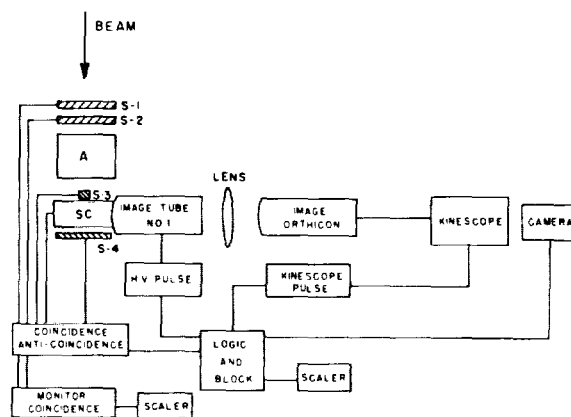 BEAM
S-1
S-2
A
S-3
SC
IMAGE TUBE
NO.1
LENS
IMAGE
ORTHICON
KINESCOPE
CAMERA
S-4
H.V. PULSE
KINESCOPE
PULSE
COINCIDENCE
ANTI-COINCIDENCE
LOGIC
AND
BLOCK
SCALER
MONITOR
COINCIDENCE
SCALER